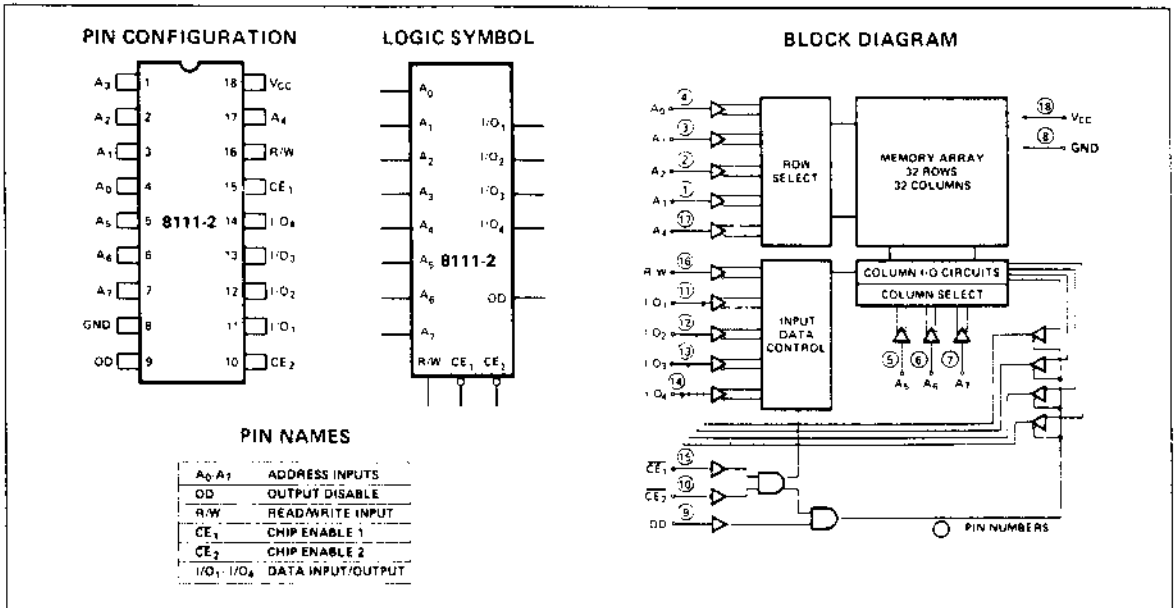 PIN CONFIGURATION
A3 1 18 VCC
A2 2 17 A4
A1 3 16 R/W
A0 4 15 CE1
A5 5 8111-2 14 I/O4
A6 6 13 I/O3
A7 7 12 I/O2
GND 8 11 I/O1
OD 9 10 CE2
LOGIC SYMBOL
A0
A1 I/O1
A2 I/O2
A3 I/O3
A4 I/O4
A5 8111-2
A6 OD
A7
R/W CE1 CE2
BLOCK DIAGRAM
A0 4
A1 3
A2 2
A3 1
A4 17
ROW
SELECT
MEMORY ARRAY
32 ROWS
32 COLUMNS
18 VCC
8 GND
R/W 16
I/O1 11
I/O2 12
I/O3 13
I/O4 14
INPUT
DATA
CONTROL
COLUMN I/O CIRCUITS
COLUMN SELECT
5 6 7
A5 A6 A7
CE1 15
CE2 10
OD 9
PIN NUMBERS
PIN NAMES
A0-A7 ADDRESS INPUTS
OD OUTPUT DISABLE
R/W READ/WRITE INPUT
CE1 CHIP ENABLE 1
CE2 CHIP ENABLE 2
I/O1-I/O4 DATA INPUT/OUTPUT